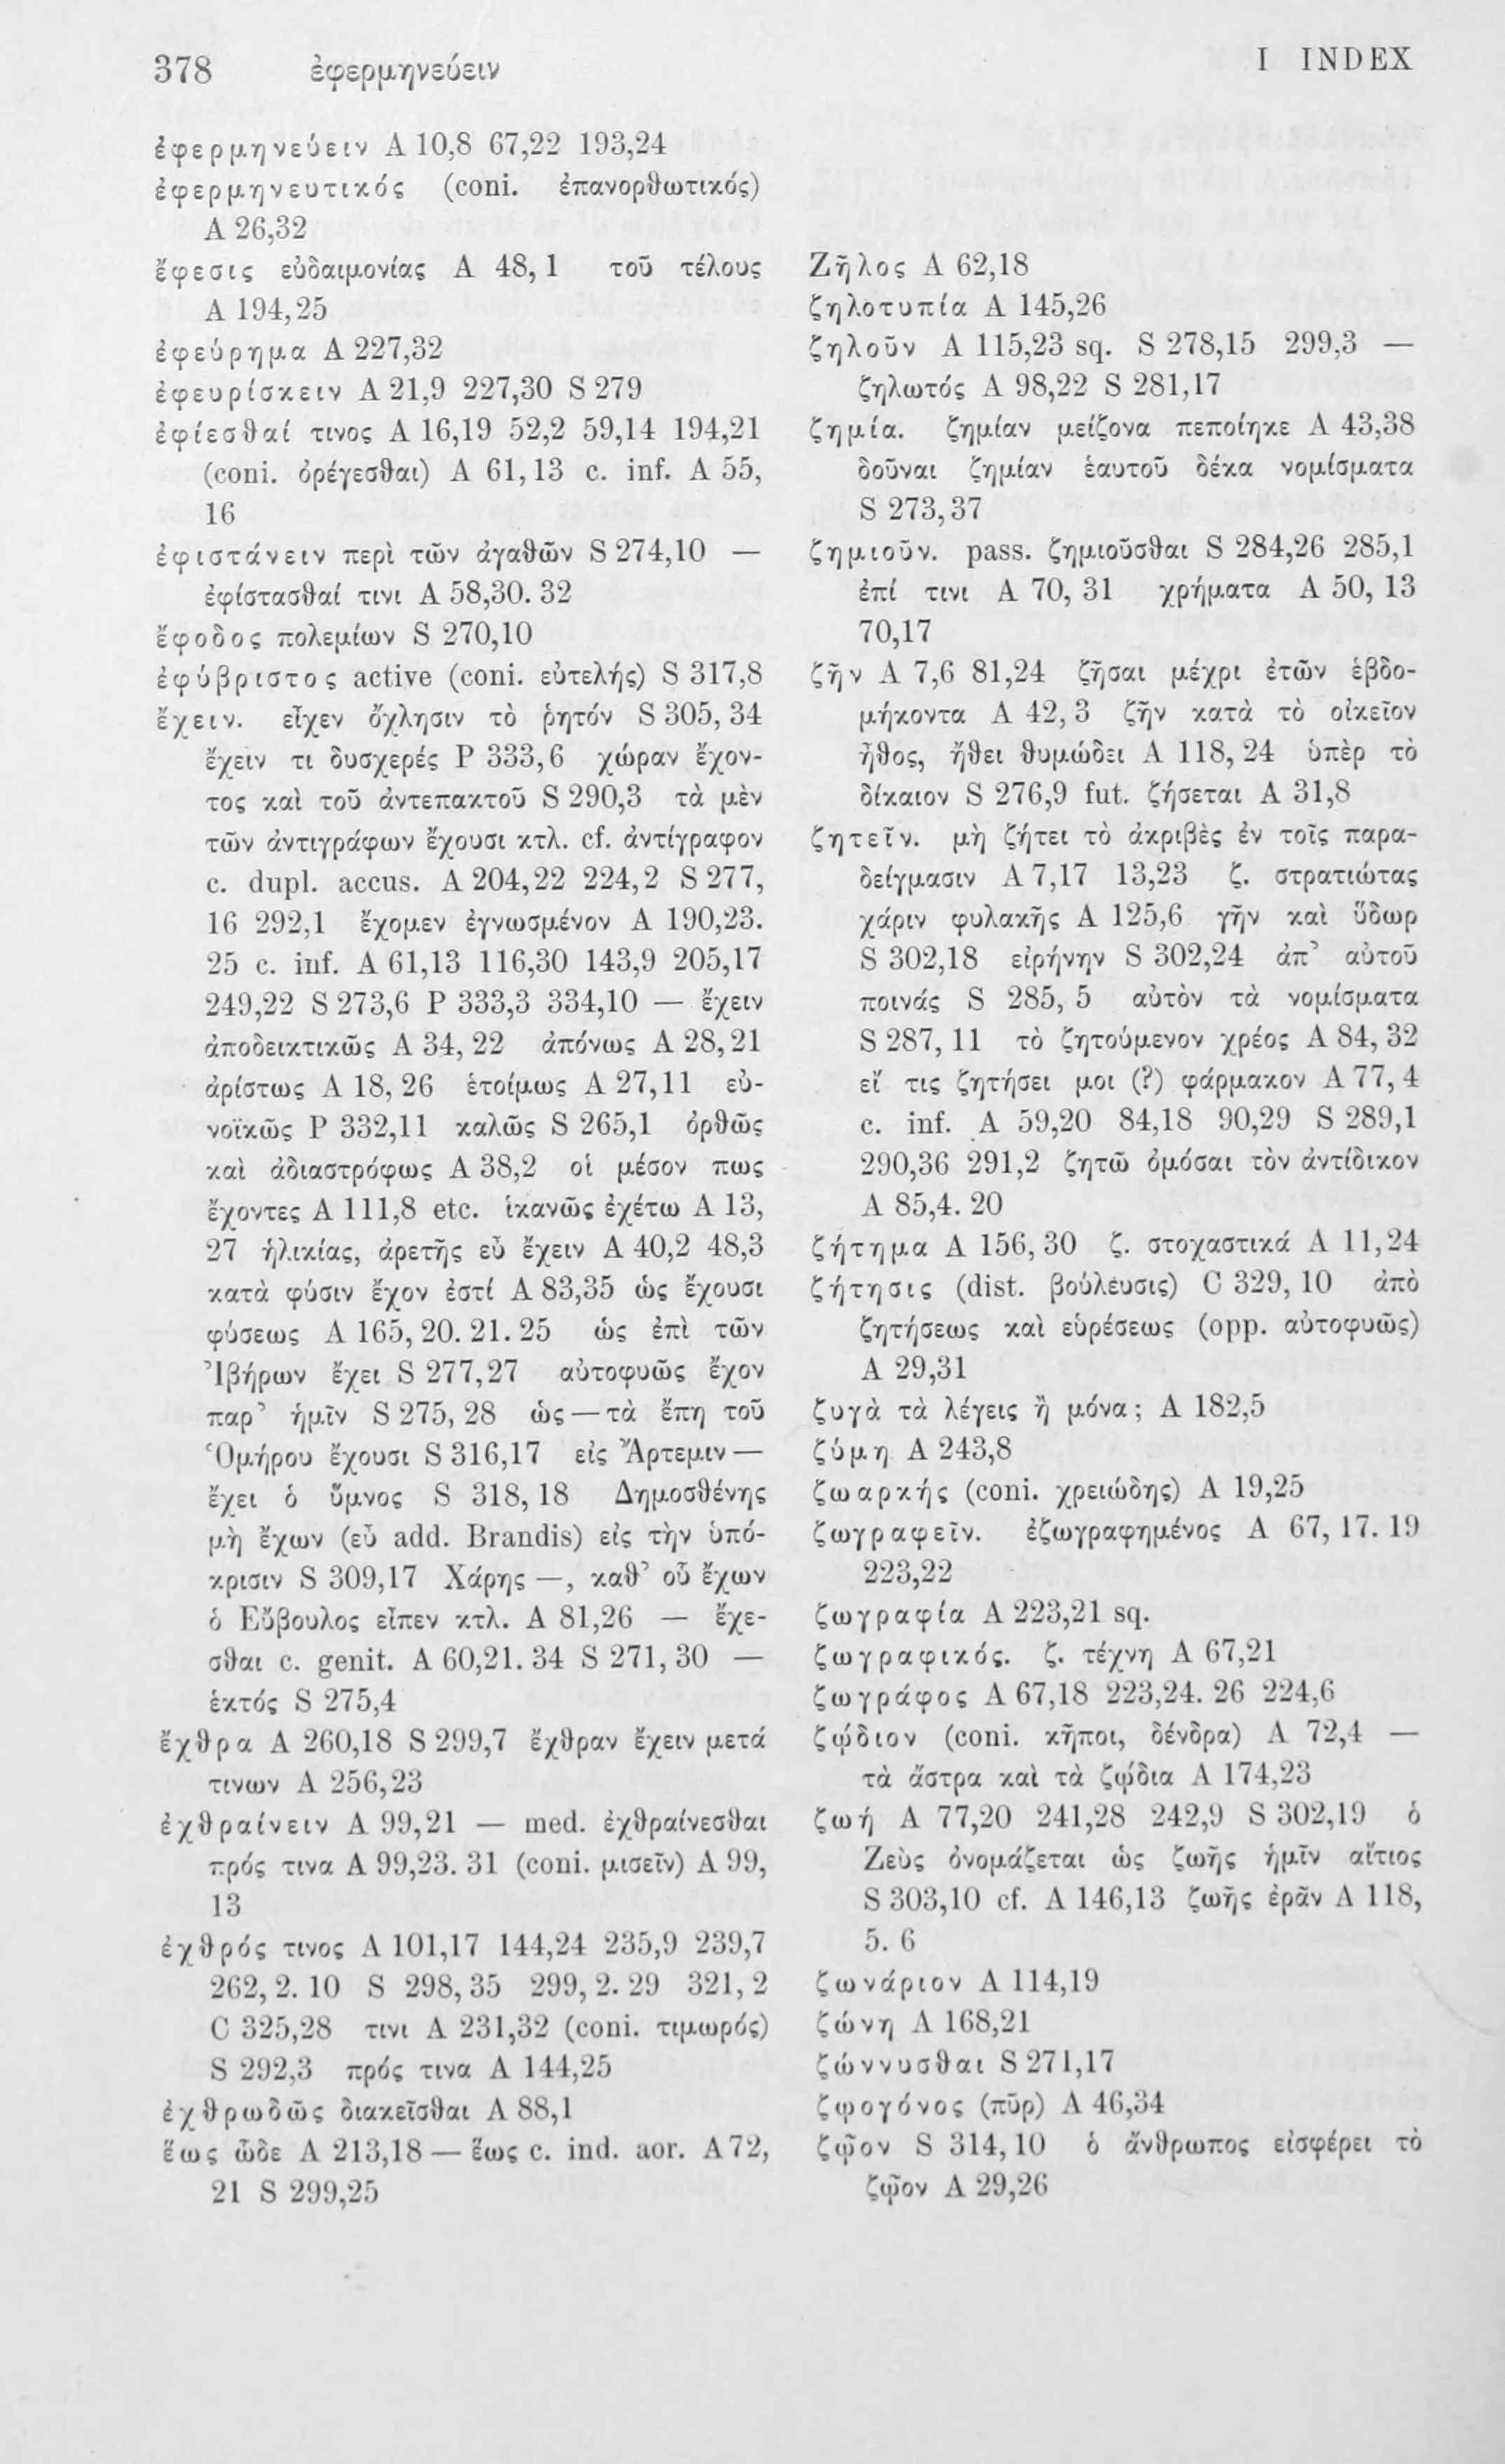 378 ἐφερμηνεύειν I INDEX
ἐφερμηνεύειν A 10,8 67,22 193,24
ἐφερμηνευτικός (coni. ἐπανορθωτικός)
A 26,32
ἔφεσις εὐδαιμονίας A 48,1 τοῦ τέλους
A 194,25
ἐφεύρημα A 227,32
ἐφευρίσκειν A 21,9 227,30 S 279
ἐφίεσθαί τινος A 16,19 52,2 59,14 194,21
(coni. ὀρέγεσθαι) A 61,13 c. inf. A 55,
16
ἐφιστάνειν περὶ τῶν ἀγαθῶν S 274,10 —
ἐφίστασθαί τινι A 58,30. 32
ἔφοδος πολεμίων S 270,10
ἐφύβριστος active (coni. εὐτελής) S 317,8
ἔχειν. εἶχεν ὄχλησιν τὸ ῥητόν S 305,34
ἔχειν τι δυσχερές P 333,6 χώραν ἔχον-
τος καὶ τοῦ ἀντεπακτοῦ S 290,3 τὰ μὲν
τῶν ἀντιγράφων ἔχουσι κτλ. cf. ἀντίγραφον
c. dupl. accus. A 204,22 224,2 S 277,
16 292,1 ἔχομεν ἐγνωσμένον A 190,23.
25 c. inf. A 61,13 116,30 143,9 205,17
249,22 S 273,6 P 333,3 334,10 — ἔχειν
ἀποδεικτικῶς A 34,22 ἀπόνως A 28,21
ἀρίστως A 18,26 ἑτοίμως A 27,11 εὐ-
νοϊκῶς P 332,11 καλῶς S 265,1 ὀρθῶς
καὶ ἀδιαστρόφως A 38,2 οἱ μέσον πως
ἔχοντες A 111,8 etc. ἱκανῶς ἐχέτω A 13,
27 ἡλικίας, ἀρετῆς εὖ ἔχειν A 40,2 48,3
κατὰ φύσιν ἔχον ἐστί A 83,35 ὡς ἔχουσι
φύσεως A 165,20. 21. 25 ὡς ἐπὶ τῶν
Ἰβήρων ἔχει S 277,27 αὐτοφυῶς ἔχον
παρ’ ἡμῖν S 275,28 ὡς — τὰ ἔπη τοῦ
Ὁμήρου ἔχουσι S 316,17 εἰς Ἄρτεμιν —
ἔχει ὁ ὕμνος S 318,18 Δημοσθένης
μὴ ἔχων (εὖ add. Brandis) εἰς τὴν ὑπό-
κρισιν S 309,17 Χάρης —, καθ’ οὗ ἔχων
ὁ Εὔβουλος εἶπεν κτλ. A 81,26 — ἔχε-
σθαι c. genit. A 60,21. 34 S 271,30 —
ἑκτός S 275,4
ἔχθρα A 260,18 S 299,7 ἔχθραν ἔχειν μετά
τινων A 256,23
ἐχθραίνειν A 99,21 — med. ἐχθραίνεσθαι
πρός τινα A 99,23. 31 (coni. μισεῖν) A 99,
13
ἐχθρός τινος A 101,17 144,24 235,9 239,7
262,2. 10 S 298,35 299,2. 29 321,2
C 325,28 τινι A 231,32 (coni. τιμωρός)
S 292,3 πρός τινα A 144,25
ἐχθρωδῶς διακεῖσθαι A 88,1
ἕως ὧδε A 213,18 — ἕως c. ind. aor. A 72,
21 S 299,25
Ζῆλος A 62,18
ζηλοτυπία A 145,26
ζηλοῦν A 115,23 sq. S 278,15 299,3 —
ζηλωτός A 98,22 S 281,17
ζημία. ζημίαν μείζονα πεποίηκε A 43,38
δοῦναι ζημίαν ἑαυτοῦ δέκα νομίσματα
S 273,37
ζημιοῦν. pass. ζημιοῦσθαι S 284,26 285,1
ἐπί τινι A 70,31 χρήματα A 50,13
70,17
ζῆν A 7,6 81,24 ζῆσαι μέχρι ἐτῶν ἑβδο-
μήκοντα A 42,3 ζῆν κατὰ τὸ οἰκεῖον
ἦθος, ἤθει θυμώδει A 118,24 ὑπὲρ τὸ
δίκαιον S 276,9 fut. ζήσεται A 31,8
ζητεῖν. μὴ ζήτει τὸ ἀκριβὲς ἐν τοῖς παρα-
δείγμασιν A 7,17 13,23 ζ. στρατιώτας
χάριν φυλακῆς A 125,6 γῆν καὶ ὕδωρ
S 302,18 εἰρήνην S 302,24 ἀπ’ αὐτοῦ
ποινάς S 285,5 αὐτὸν τὰ νομίσματα
S 287,11 τὸ ζητούμενον χρέος A 84,32
εἴ τις ζητήσει μοι (?) φάρμακον A 77,4
c. inf. A 59,20 84,18 90,29 S 289,1
290,36 291,2 ζητῶ ὀμόσαι τὸν ἀντίδικον
A 85,4. 20
ζήτημα A 156,30 ζ. στοχαστικά A 11,24
ζήτησις (dist. βούλευσις) C 329,10 ἀπὸ
ζητήσεως καὶ εὑρέσεως (opp. αὐτοφυῶς)
A 29,31
ζυγὰ τὰ λέγεις ἢ μόνα; A 182,5
ζύμη A 243,8
ζωαρκής (coni. χρειώδης) A 19,25
ζωγραφεῖν. ἐζωγραφημένος A 67,17. 19
223,22
ζωγραφία A 223,21 sq.
ζωγραφικός. ζ. τέχνη A 67,21
ζωγράφος A 67,18 223,24. 26 224,6
ζῴδιον (coni. κῆποι, δένδρα) A 72,4 —
τὰ ἄστρα καὶ τὰ ζῴδια A 174,23
ζωή A 77,20 241,28 242,9 S 302,19 ὁ
Ζεὺς ὀνομάζεται ὡς ζωῆς ἡμῖν αἴτιος
S 303,10 cf. A 146,13 ζωῆς ἐρᾶν A 118,
5. 6
ζωνάριον A 114,19
ζώνη A 168,21
ζώννυσθαι S 271,17
ζῳογόνος (πῦρ) A 46,34
ζῷον S 314,10 ὁ ἄνθρωπος εἰσφέρει τὸ
ζῷον A 29,26